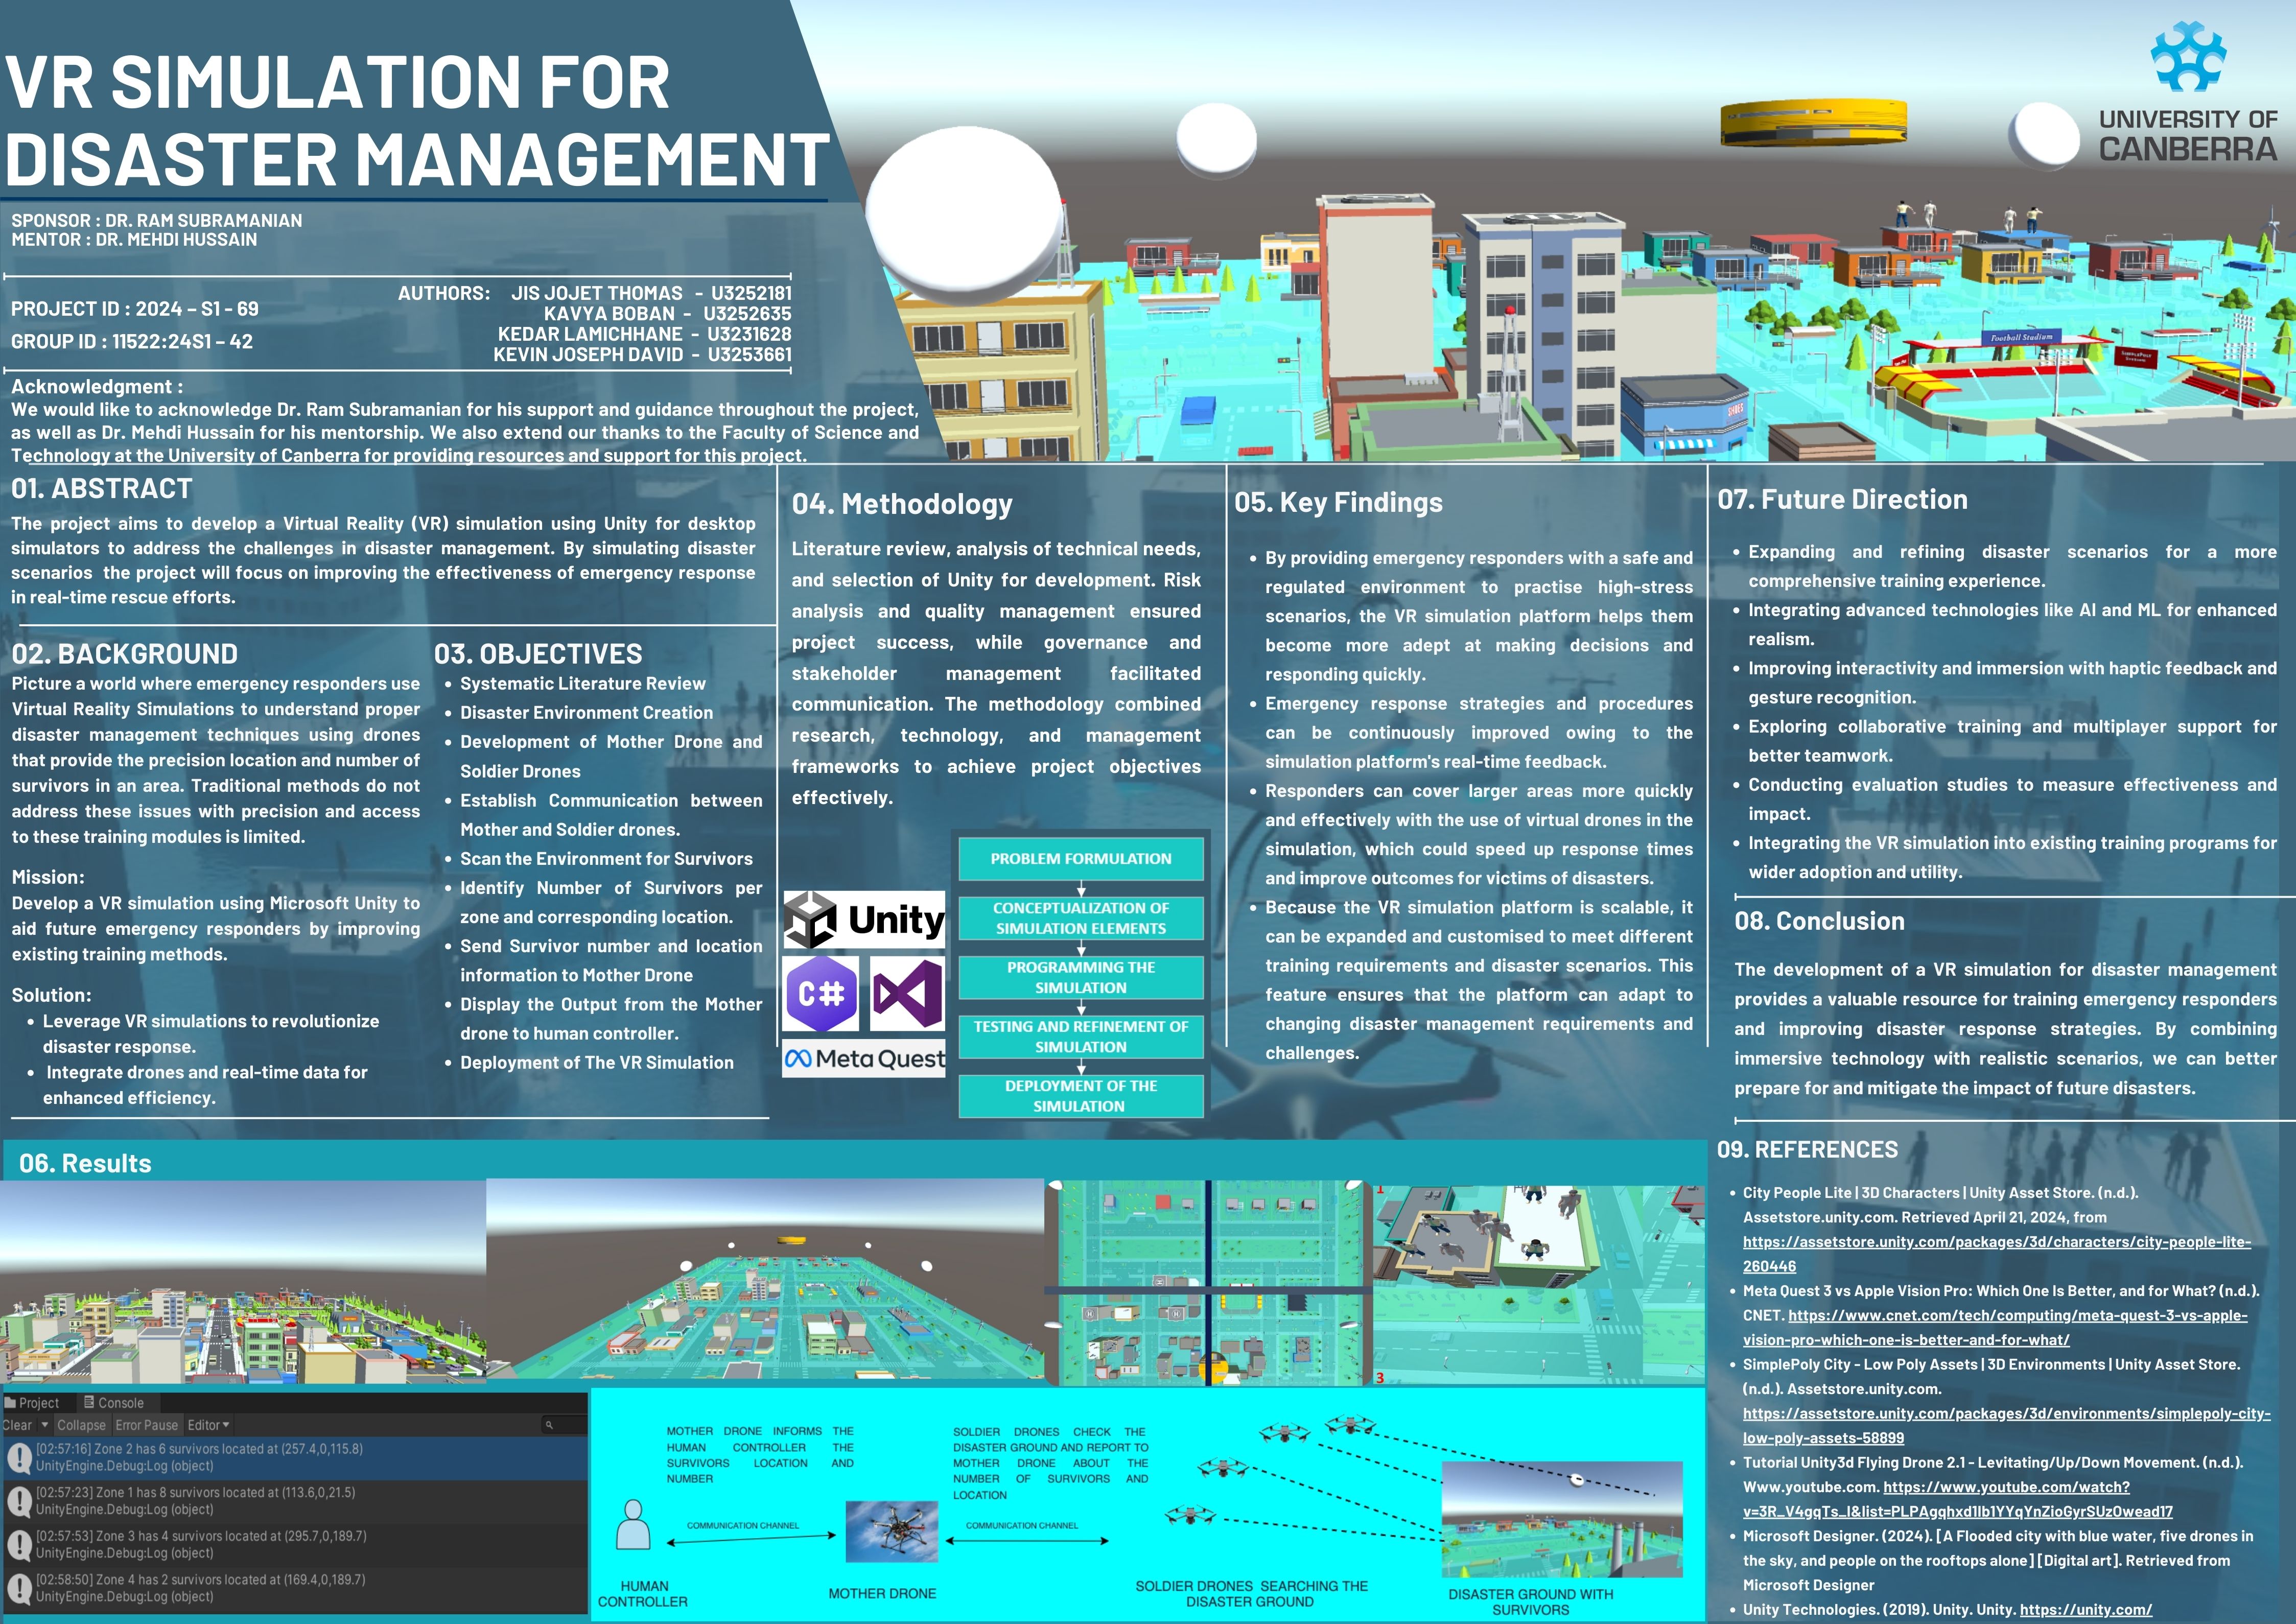 VR SIMULATION FOR
DISASTER MANAGEMENT
UNIVERSITY OF
CANBERRA
SPONSOR : DR. RAM SUBRAMANIAN
MENTOR : DR. MEHDI HUSSAIN
PROJECT ID : 2024 – S1 - 69
GROUP ID : 11522:24S1 – 42
AUTHORS: JIS JOJET THOMAS - U3252181
KAVYA BOBAN - U3252635
KEDAR LAMICHHANE - U3231628
KEVIN JOSEPH DAVID - U3253661
Acknowledgment :
We would like to acknowledge Dr. Ram Subramanian for his support and guidance throughout the project,
as well as Dr. Mehdi Hussain for his mentorship. We also extend our thanks to the Faculty of Science and
Technology at the University of Canberra for providing resources and support for this project.
Football Stadium
SHOES
01. ABSTRACT
The project aims to develop a Virtual Reality (VR) simulation using Unity for desktop
simulators to address the challenges in disaster management. By simulating disaster
scenarios the project will focus on improving the effectiveness of emergency response
in real-time rescue efforts.
02. BACKGROUND
Picture a world where emergency responders use
Virtual Reality Simulations to understand proper
disaster management techniques using drones
that provide the precision location and number of
survivors in an area. Traditional methods do not
address these issues with precision and access
to these training modules is limited.
Mission:
Develop a VR simulation using Microsoft Unity to
aid future emergency responders by improving
existing training methods.
Solution:
• Leverage VR simulations to revolutionize
disaster response.
• Integrate drones and real-time data for
enhanced efficiency.
03. OBJECTIVES
• Systematic Literature Review
• Disaster Environment Creation
• Development of Mother Drone and
Soldier Drones
• Establish Communication between
Mother and Soldier drones.
• Scan the Environment for Survivors
• Identify Number of Survivors per
zone and corresponding location.
• Send Survivor number and location
information to Mother Drone
• Display the Output from the Mother
drone to human controller.
• Deployment of The VR Simulation
04. Methodology
Literature review, analysis of technical needs,
and selection of Unity for development. Risk
analysis and quality management ensured
project success, while governance and
stakeholder management facilitated
communication. The methodology combined
research, technology, and management
frameworks to achieve project objectives
effectively.
Unity
C#
Meta Quest
PROBLEM FORMULATION
CONCEPTUALIZATION OF
SIMULATION ELEMENTS
PROGRAMMING THE
SIMULATION
TESTING AND REFINEMENT OF
SIMULATION
DEPLOYMENT OF THE
SIMULATION
05. Key Findings
• By providing emergency responders with a safe and
regulated environment to practise high-stress
scenarios, the VR simulation platform helps them
become more adept at making decisions and
responding quickly.
• Emergency response strategies and procedures
can be continuously improved owing to the
simulation platform's real-time feedback.
• Responders can cover larger areas more quickly
and effectively with the use of virtual drones in the
simulation, which could speed up response times
and improve outcomes for victims of disasters.
• Because the VR simulation platform is scalable, it
can be expanded and customised to meet different
training requirements and disaster scenarios. This
feature ensures that the platform can adapt to
changing disaster management requirements and
challenges.
07. Future Direction
• Expanding and refining disaster scenarios for a more
comprehensive training experience.
• Integrating advanced technologies like AI and ML for enhanced
realism.
• Improving interactivity and immersion with haptic feedback and
gesture recognition.
• Exploring collaborative training and multiplayer support for
better teamwork.
• Conducting evaluation studies to measure effectiveness and
impact.
• Integrating the VR simulation into existing training programs for
wider adoption and utility.
08. Conclusion
The development of a VR simulation for disaster management
provides a valuable resource for training emergency responders
and improving disaster response strategies. By combining
immersive technology with realistic scenarios, we can better
prepare for and mitigate the impact of future disasters.
06. Results
1
3
Project Console
Clear Collapse Error Pause Editor
[02:57:16] Zone 2 has 6 survivors located at (257.4,0,115.8)
UnityEngine.Debug:Log (object)
[02:57:23] Zone 1 has 8 survivors located at (113.6,0,21.5)
UnityEngine.Debug:Log (object)
[02:57:53] Zone 3 has 4 survivors located at (295.7,0,189.7)
UnityEngine.Debug:Log (object)
[02:58:50] Zone 4 has 2 survivors located at (169.4,0,189.7)
UnityEngine.Debug:Log (object)
MOTHER DRONE INFORMS THE
HUMAN CONTROLLER THE
SURVIVORS LOCATION AND
NUMBER
SOLDIER DRONES CHECK THE
DISASTER GROUND AND REPORT TO
MOTHER DRONE ABOUT THE
NUMBER OF SURVIVORS AND
LOCATION
COMMUNICATION CHANNEL
COMMUNICATION CHANNEL
HUMAN
CONTROLLER
MOTHER DRONE
SOLDIER DRONES SEARCHING THE
DISASTER GROUND
DISASTER GROUND WITH
SURVIVORS
09. REFERENCES
• City People Lite | 3D Characters | Unity Asset Store. (n.d.).
Assetstore.unity.com. Retrieved April 21, 2024, from
https://assetstore.unity.com/packages/3d/characters/city-people-lite-
260446
• Meta Quest 3 vs Apple Vision Pro: Which One Is Better, and for What? (n.d.).
CNET. https://www.cnet.com/tech/computing/meta-quest-3-vs-apple-
vision-pro-which-one-is-better-and-for-what/
• SimplePoly City - Low Poly Assets | 3D Environments | Unity Asset Store.
(n.d.). Assetstore.unity.com.
https://assetstore.unity.com/packages/3d/environments/simplepoly-city-
low-poly-assets-58899
• Tutorial Unity3d Flying Drone 2.1 - Levitating/Up/Down Movement. (n.d.).
Www.youtube.com. https://www.youtube.com/watch?
v=3R_V4gqTs_I&list=PLPAgqhxd1Ib1YYqYnZioGyrSUzOwead17
• Microsoft Designer. (2024). [A Flooded city with blue water, five drones in
the sky, and people on the rooftops alone] [Digital art]. Retrieved from
Microsoft Designer
• Unity Technologies. (2019). Unity. Unity. https://unity.com/